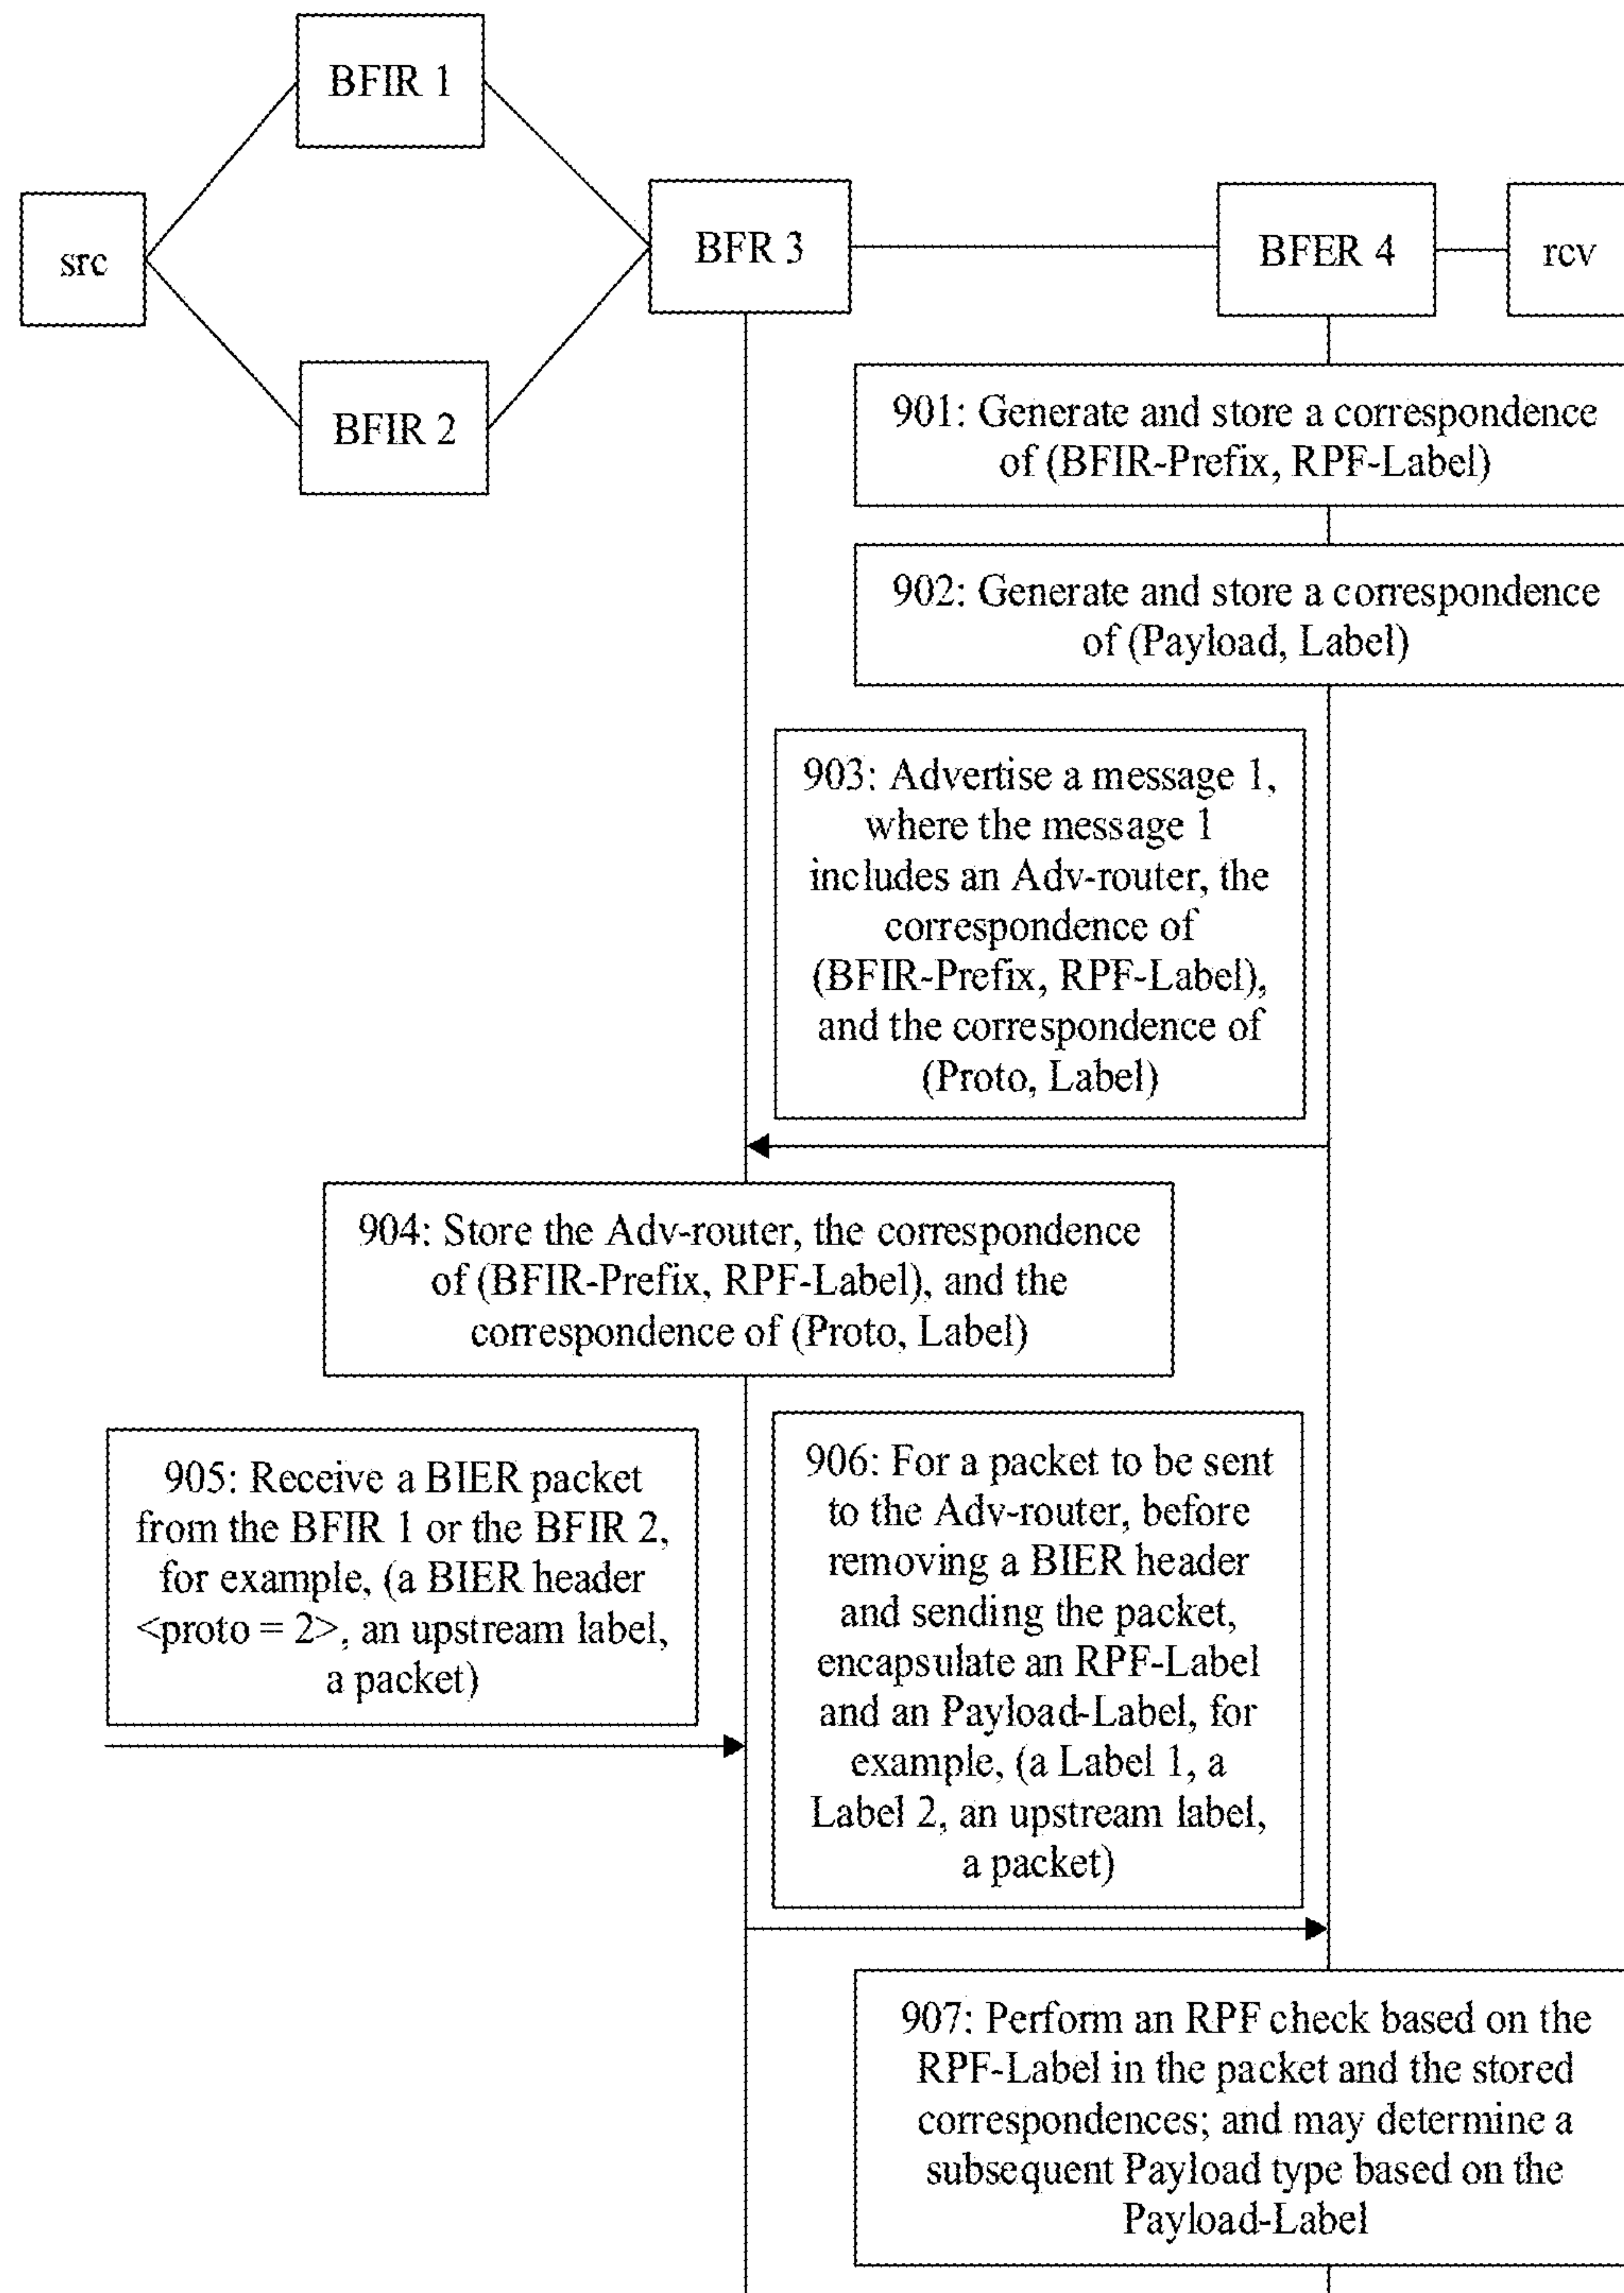 BFIR 1
src
BFR 3
BFER 4
rcv
BFIR 2
901: Generate and store a correspondence
of (BFIR-Prefix, RPF-Label)
902: Generate and store a correspondence
of (Payload, Label)
903: Advertise a message 1,
where the message 1
includes an Adv-router, the
correspondence of
(BFIR-Prefix, RPF-Label),
and the correspondence of
(Proto, Label)
904: Store the Adv-router, the correspondence
of (BFIR-Prefix, RPF-Label), and the
correspondence of (Proto, Label)
905: Receive a BIER packet
from the BFIR 1 or the BFIR 2,
for example, (a BIER header
<proto = 2>, an upstream label,
a packet)
906: For a packet to be sent
to the Adv-router, before
removing a BIER header
and sending the packet,
encapsulate an RPF-Label
and an Payload-Label, for
example, (a Label 1, a
Label 2, an upstream label,
a packet)
907: Perform an RPF check based on the
RPF-Label in the packet and the stored
correspondences; and may determine a
subsequent Payload type based on the
Payload-Label